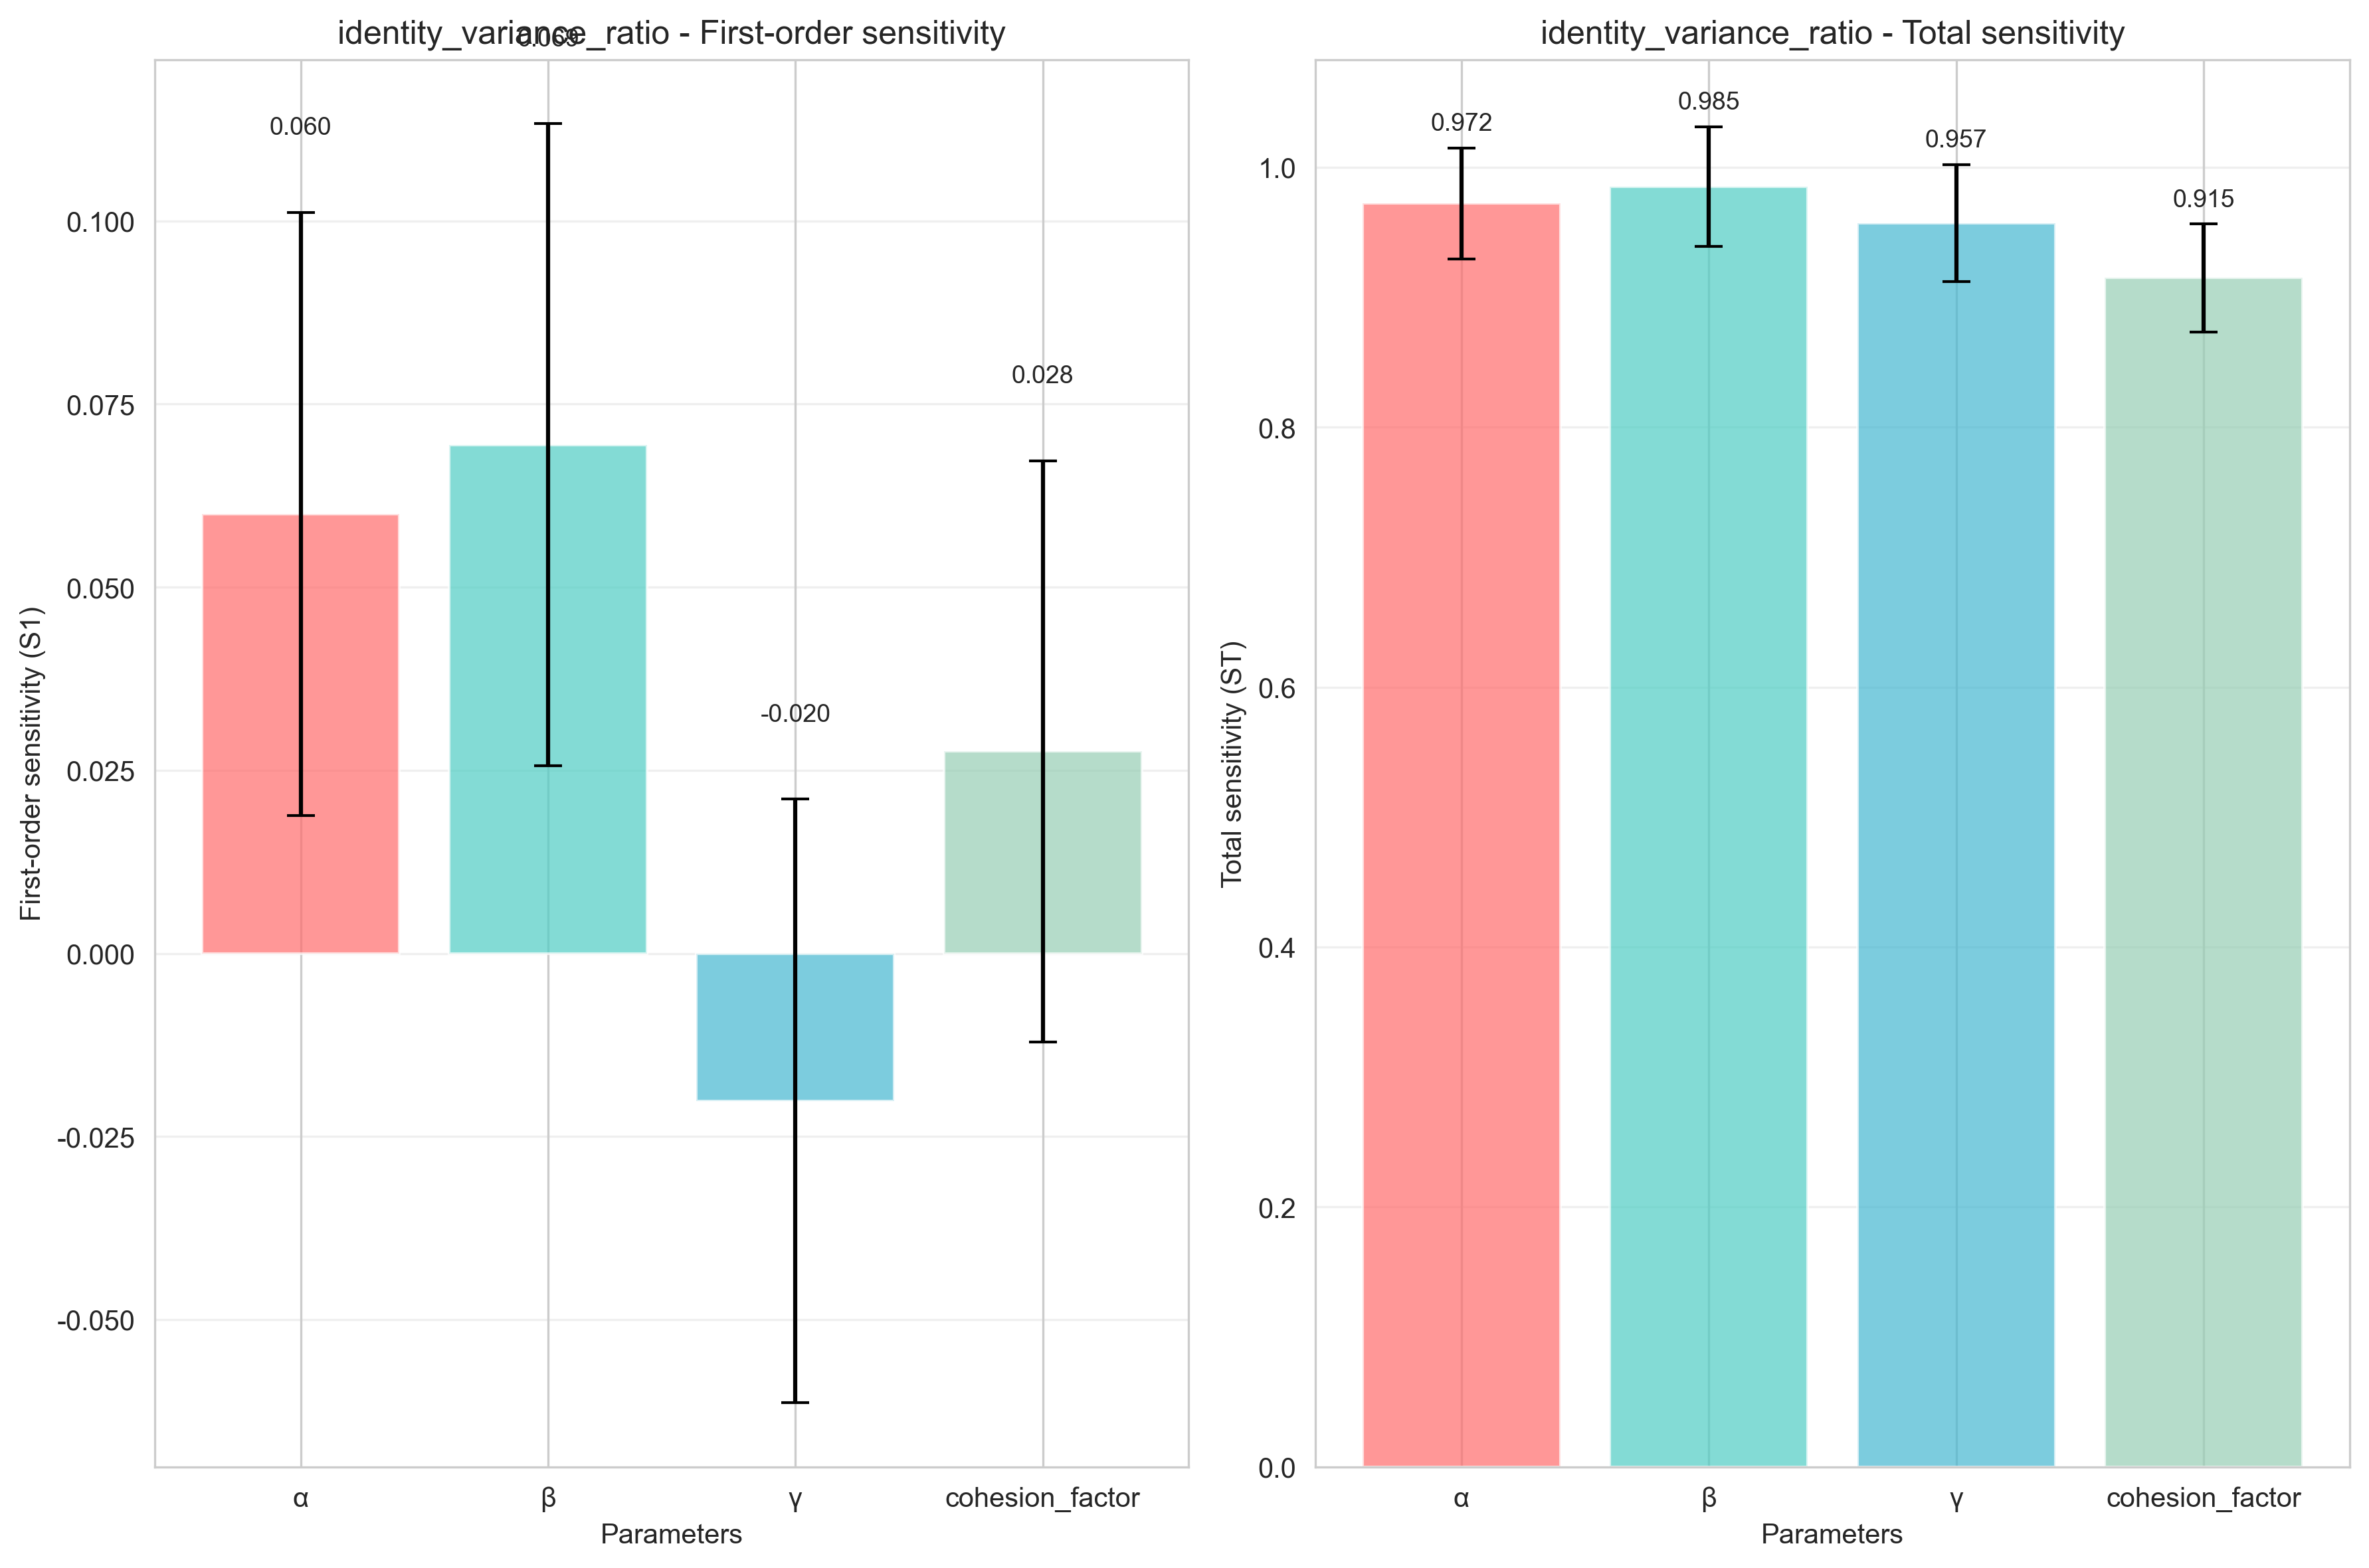 identity_variance_ratio - First-order sensitivity
0.069
0.060
0.028
-0.020
0.100
0.075
0.050
0.025
0.000
-0.025
-0.050
First-order sensitivity (S1)
α
β
γ
cohesion_factor
Parameters
identity_variance_ratio - Total sensitivity
0.972
0.985
0.957
0.915
1.0
0.8
0.6
0.4
0.2
0.0
Total sensitivity (ST)
α
β
γ
cohesion_factor
Parameters